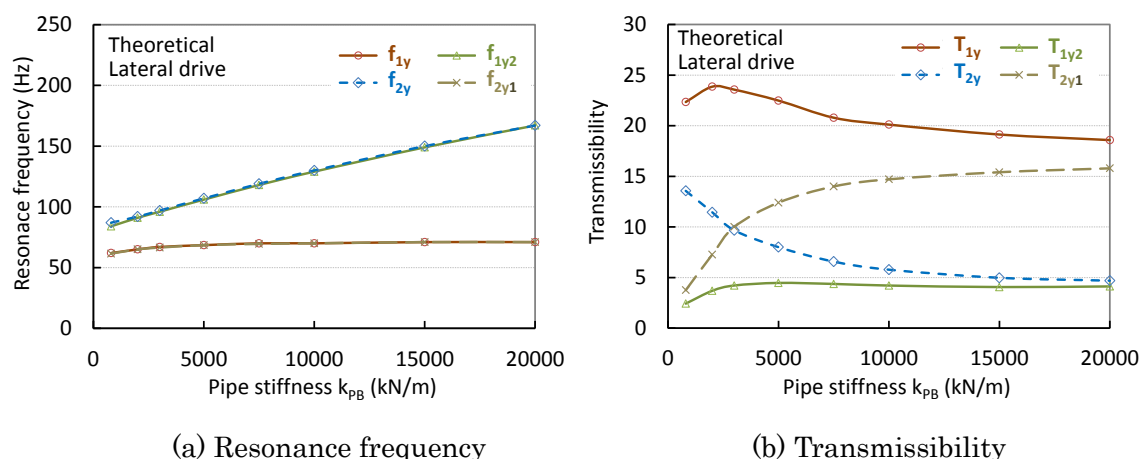 250
200
150
100
50
0
Resonance frequency (Hz)
Theoretical
Lateral drive
f1y
f1y2
f2y
f2y1
0 5000 10000 15000 20000
Pipe stiffness kPB (kN/m)
(a) Resonance frequency
30
25
20
15
10
5
0
Transmissibility
Theoretical
Lateral drive
T1y
T1y2
T2y
T2y1
0 5000 10000 15000 20000
Pipe stiffness kPB (kN/m)
(b) Transmissibility